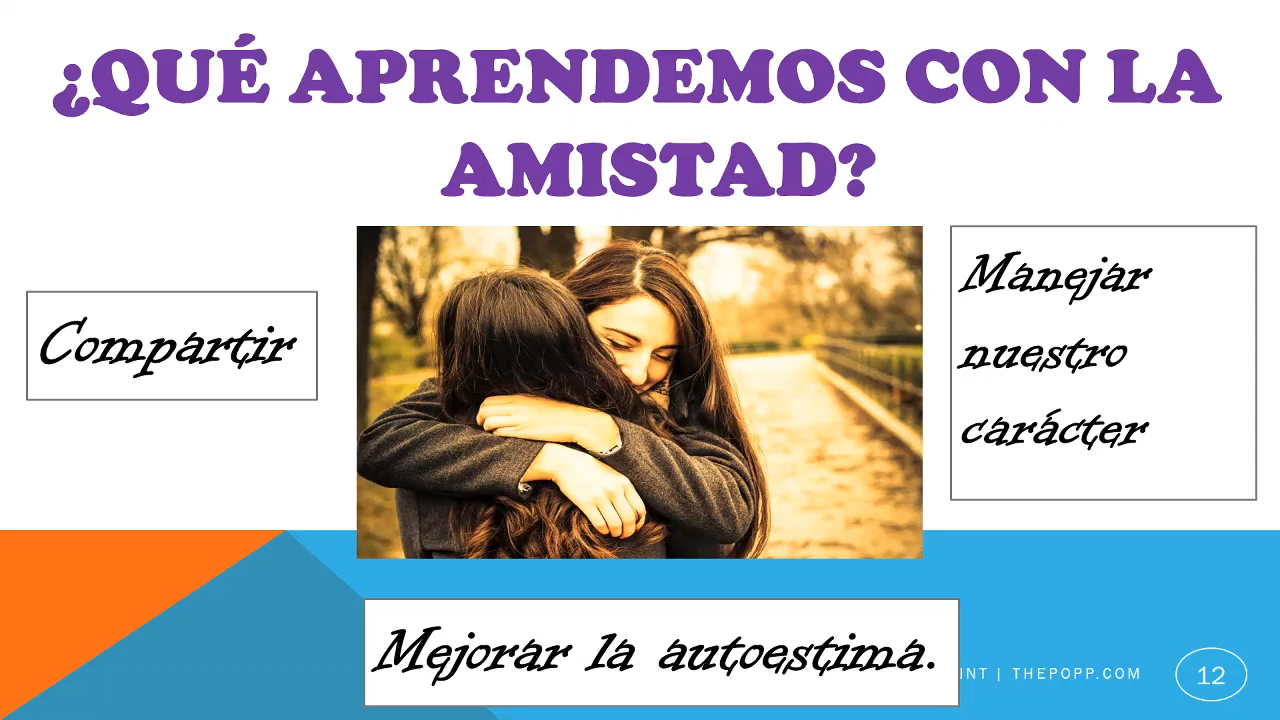 ¿QUÉ APRENDEMOS CON LA
AMISTAD?
Compartir
Manejar
nuestro
carácter
Mejorar la autoestima.
INT | THEPOPP.COM
12